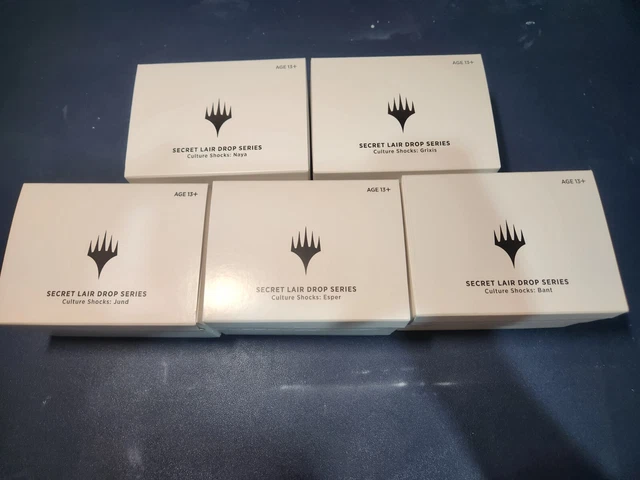 AGE 13+
SECRET LAIR DROP SERIES
Culture Shocks: Naya
AGE 13+
SECRET LAIR DROP SERIES
Culture Shocks: Grixis
AGE 13+
SECRET LAIR DROP SERIES
Culture Shocks: Jund
AGE 13+
SECRET LAIR DROP SERIES
Culture Shocks: Esper
AGE 13+
SECRET LAIR DROP SERIES
Culture Shocks: Bant